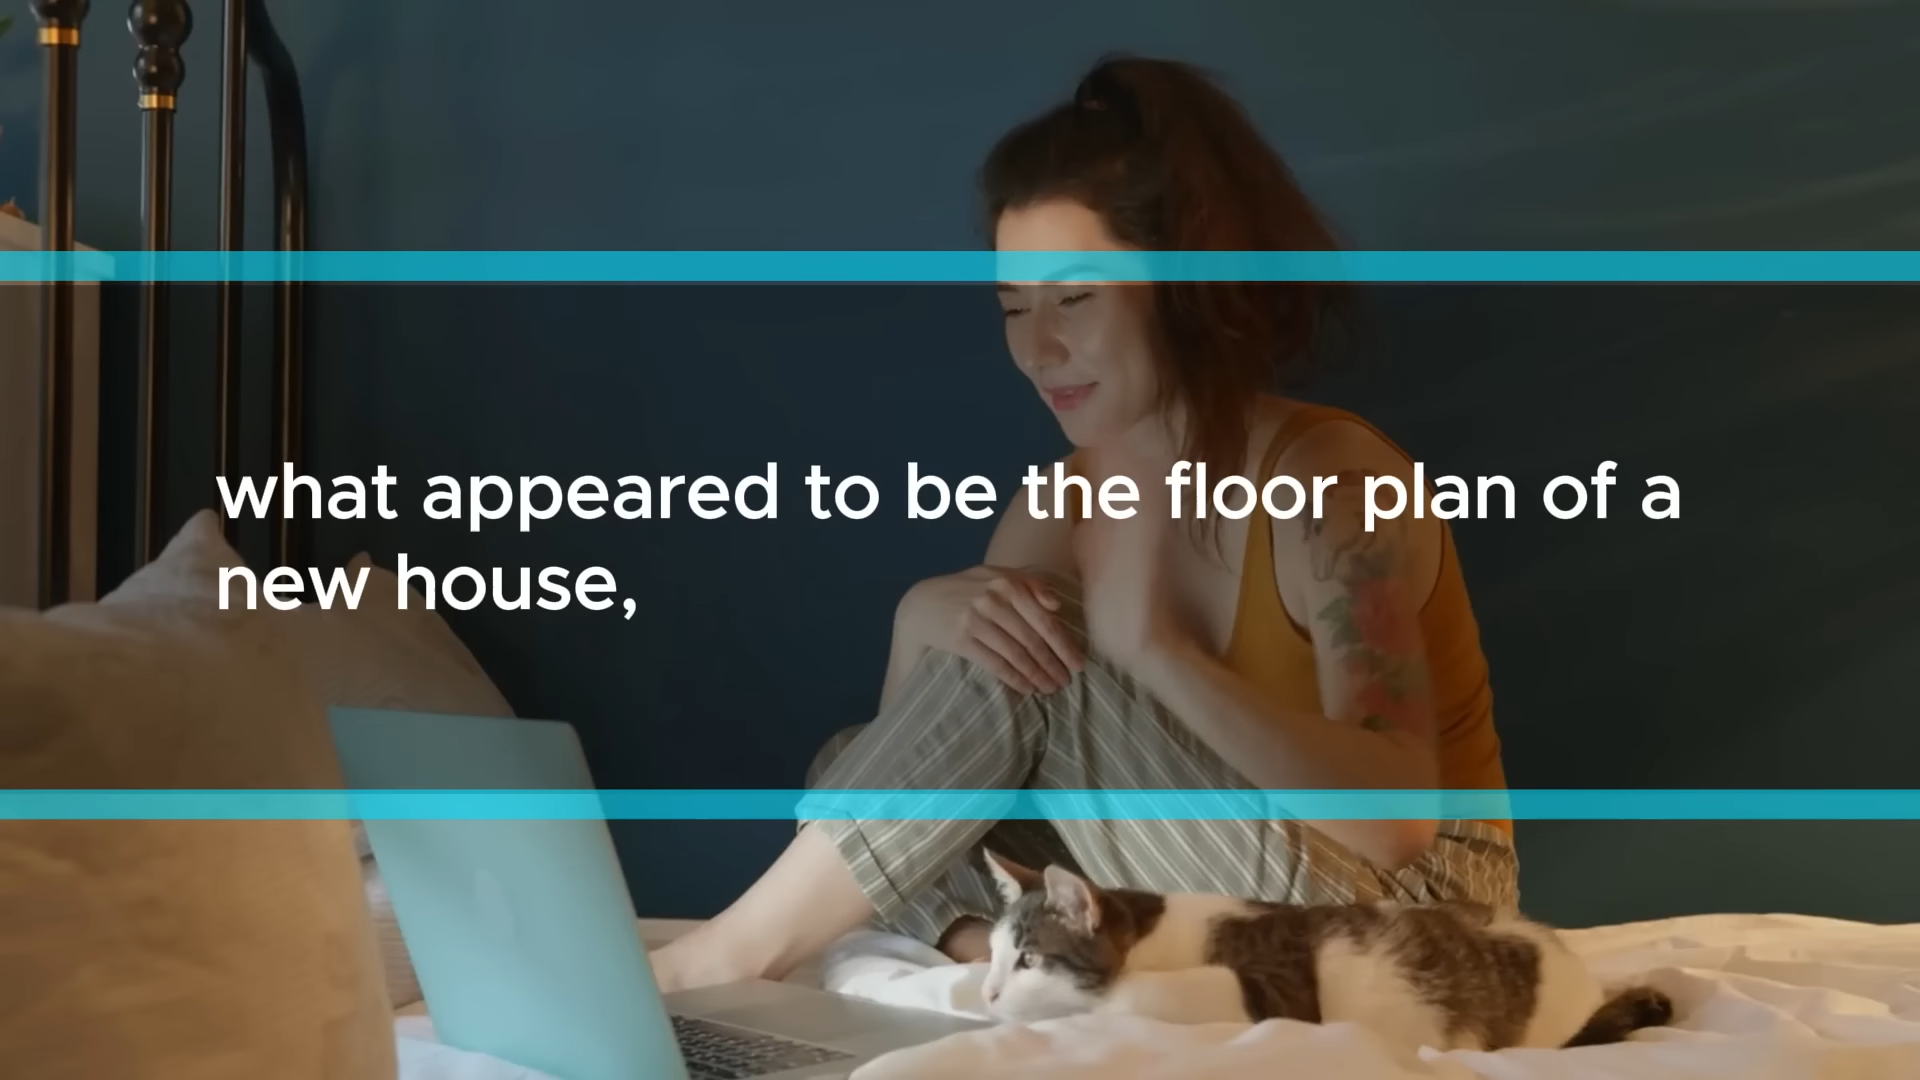 what appeared to be the floor plan of a
new house,